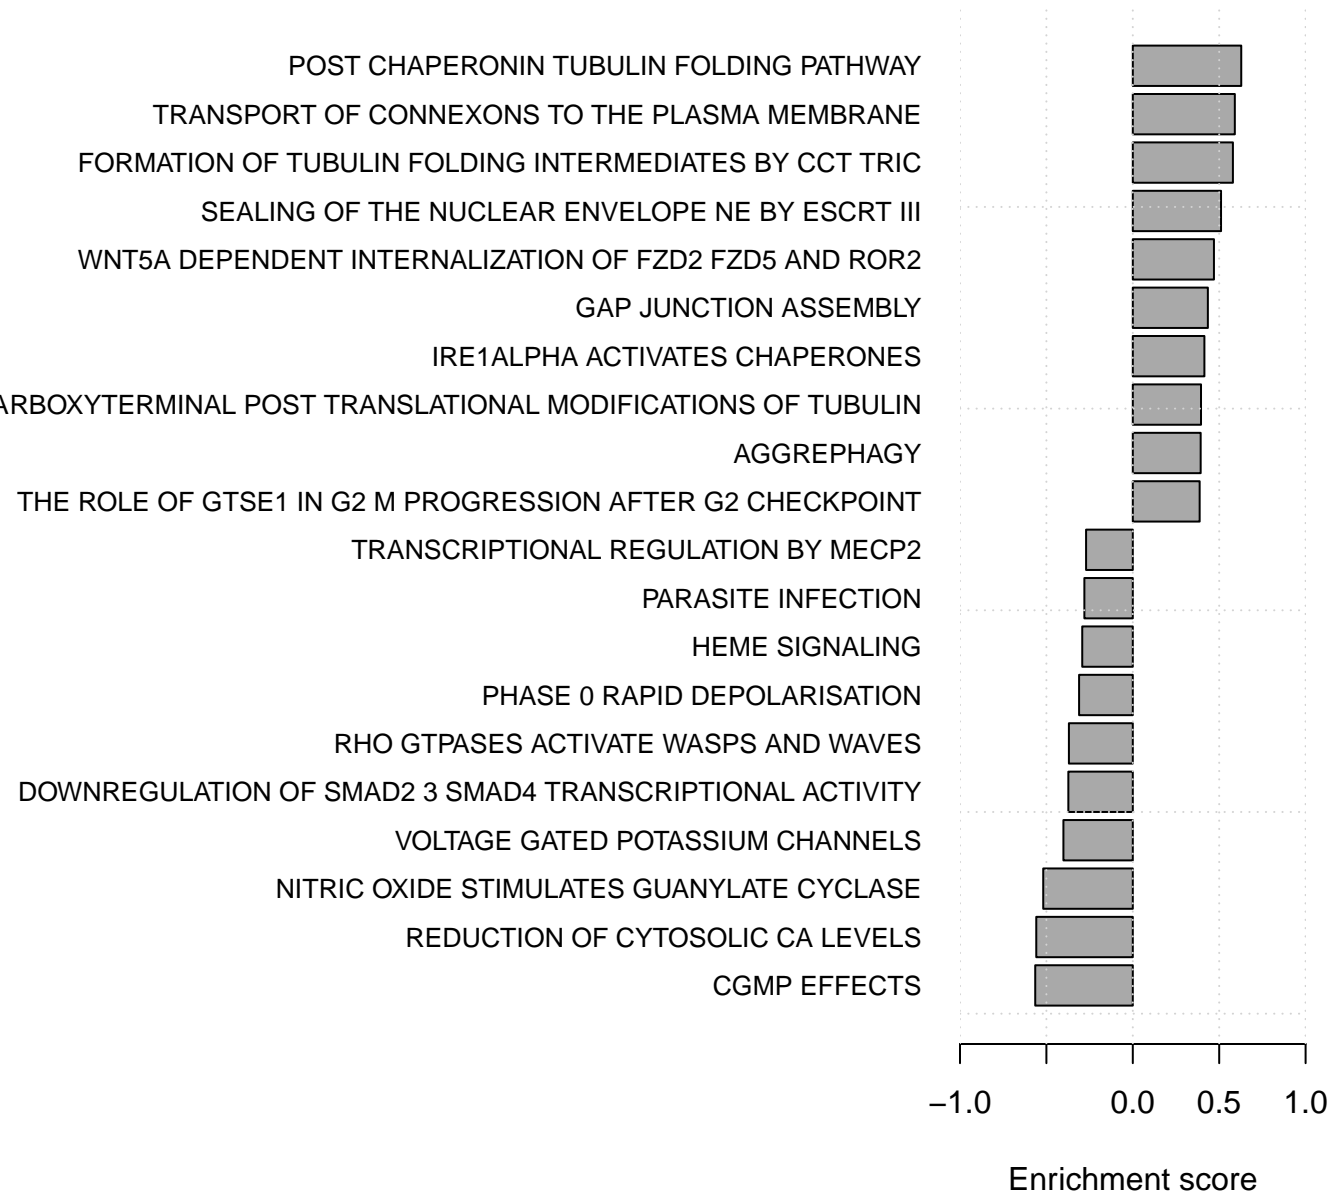 POST CHAPERONIN TUBULIN FOLDING PATHWAY
TRANSPORT OF CONNEXONS TO THE PLASMA MEMBRANE
FORMATION OF TUBULIN FOLDING INTERMEDIATES BY CCT TRIC
SEALING OF THE NUCLEAR ENVELOPE NE BY ESCRT III
WNT5A DEPENDENT INTERNALIZATION OF FZD2 FZD5 AND ROR2
GAP JUNCTION ASSEMBLY
IRE1ALPHA ACTIVATES CHAPERONES
ARBOXYTERMINAL POST TRANSLATIONAL MODIFICATIONS OF TUBULIN
AGGREPHAGY
THE ROLE OF GTSE1 IN G2 M PROGRESSION AFTER G2 CHECKPOINT
TRANSCRIPTIONAL REGULATION BY MECP2
PARASITE INFECTION
HEME SIGNALING
PHASE 0 RAPID DEPOLARISATION
RHO GTPASES ACTIVATE WASPS AND WAVES
DOWNREGULATION OF SMAD2 3 SMAD4 TRANSCRIPTIONAL ACTIVITY
VOLTAGE GATED POTASSIUM CHANNELS
NITRIC OXIDE STIMULATES GUANYLATE CYCLASE
REDUCTION OF CYTOSOLIC CA LEVELS
CGMP EFFECTS
−1.0 0.0 0.5 1.0
Enrichment score